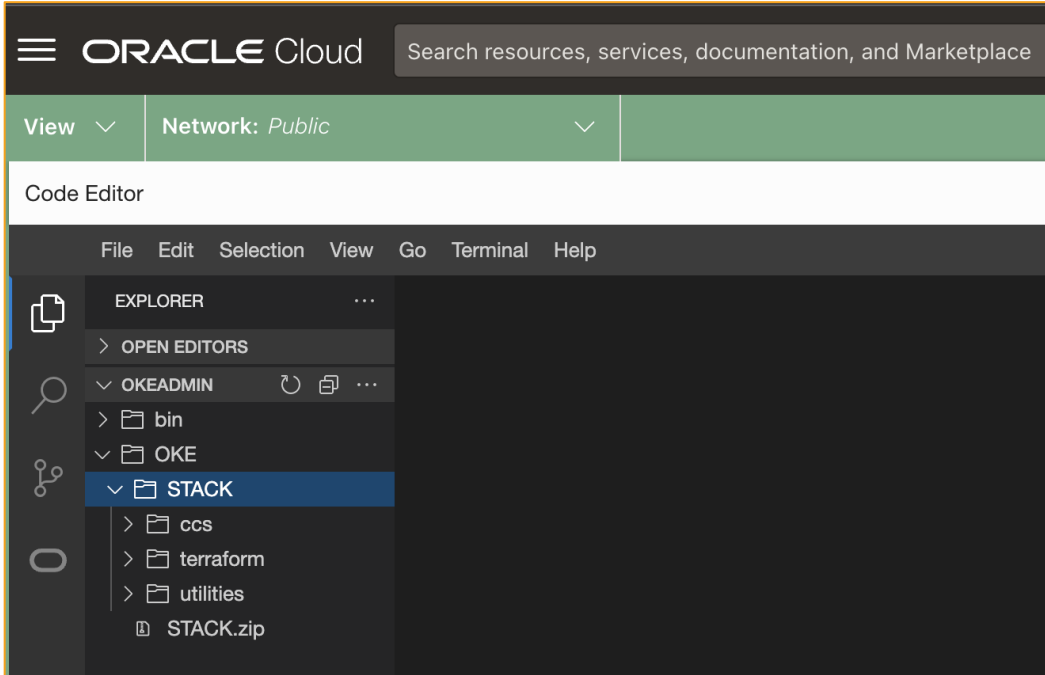 ORACLE Cloud Search resources, services, documentation, and Marketplace
View Network: Public
Code Editor
File Edit Selection View Go Terminal Help
EXPLORER
OPEN EDITORS
OKEADMIN
bin
OKE
STACK
ccs
terraform
utilities
STACK.zip